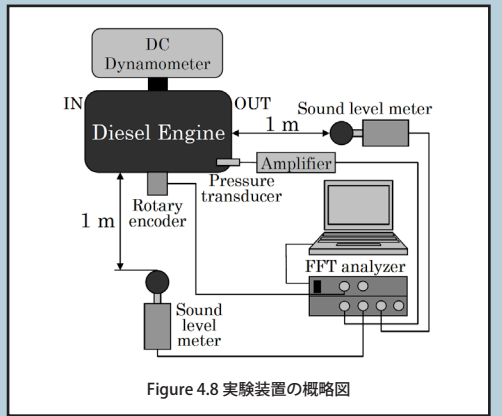 DC
Dynamometer
IN
OUT
Diesel Engine
1 m
Sound level meter
Amplifier
Pressure
transducer
Rotary
encoder
1 m
FFT analyzer
Sound
level
meter
Figure 4.8 実験装置の概略図